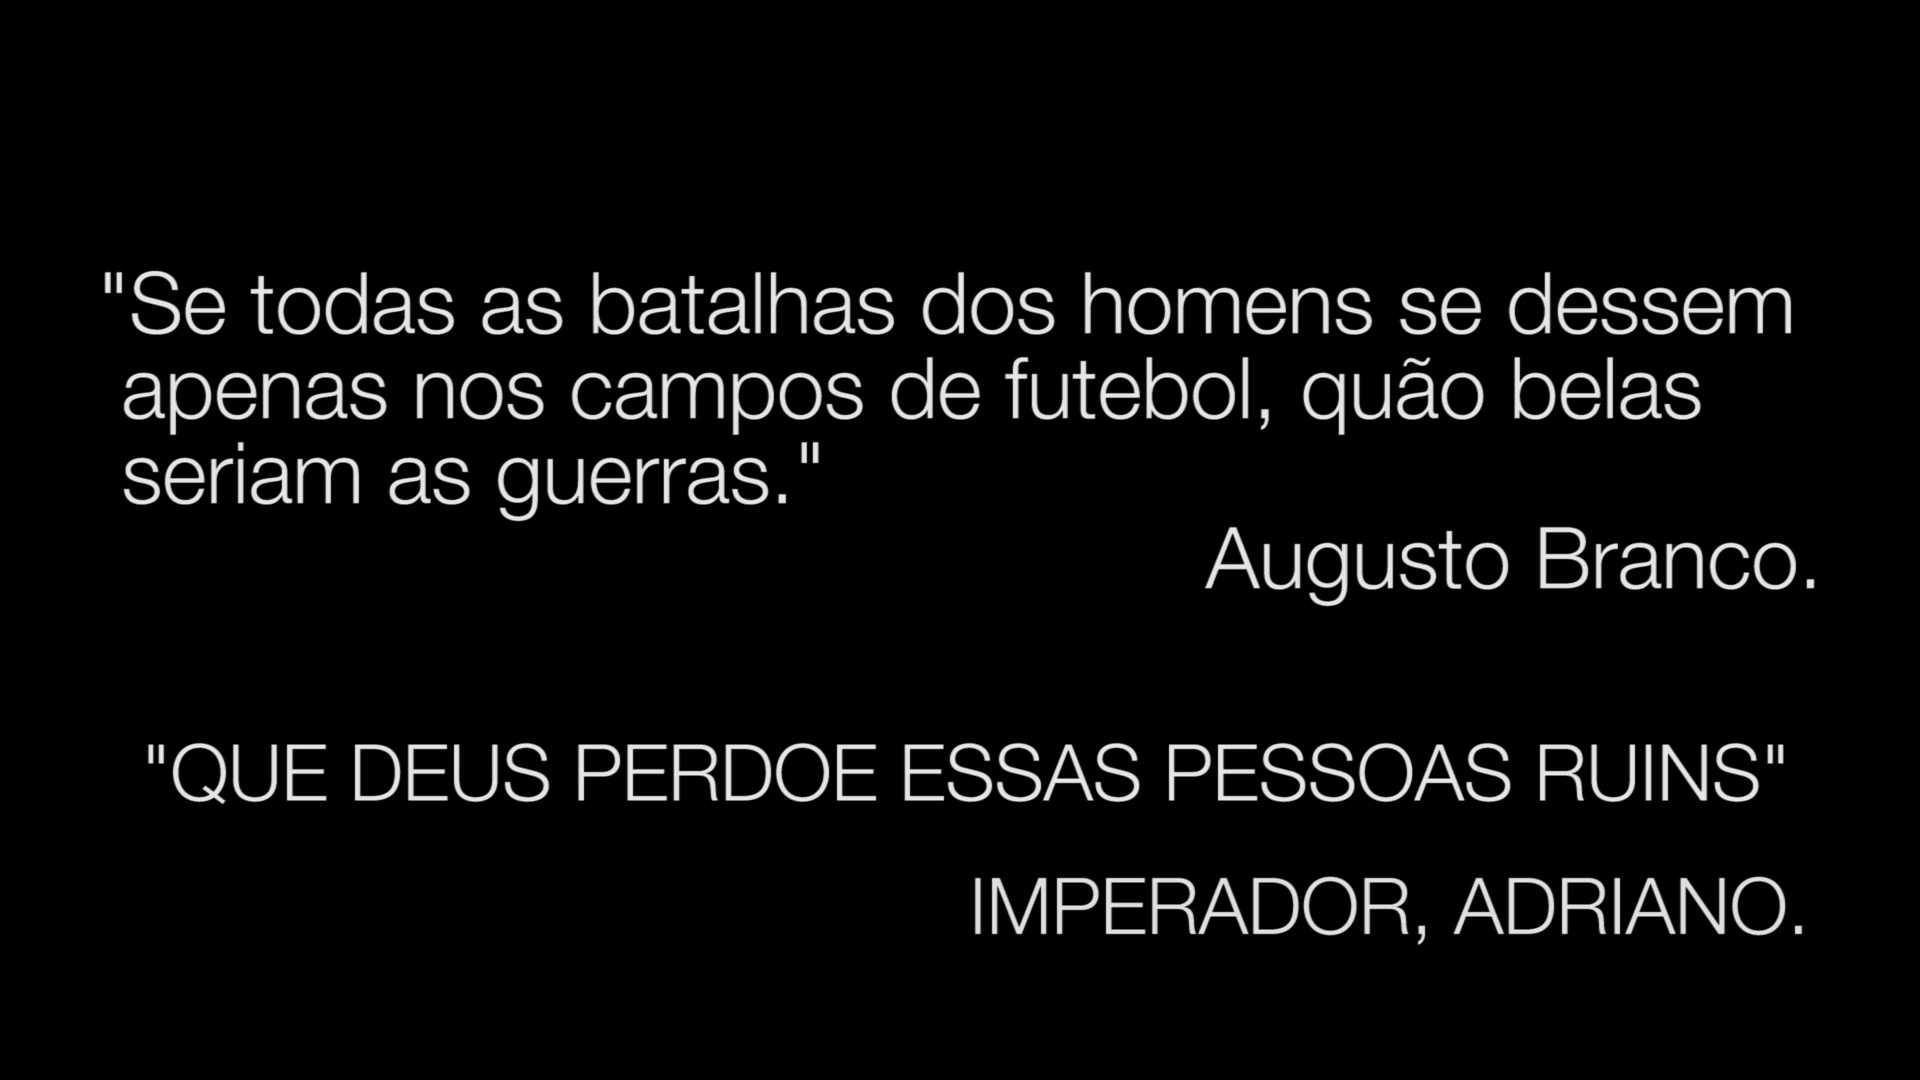 "Se todas as batalhas dos homens se dessem
apenas nos campos de futebol, quão belas
seriam as guerras."
Augusto Branco.
"QUE DEUS PERDOE ESSAS PESSOAS RUINS"
IMPERADOR, ADRIANO.